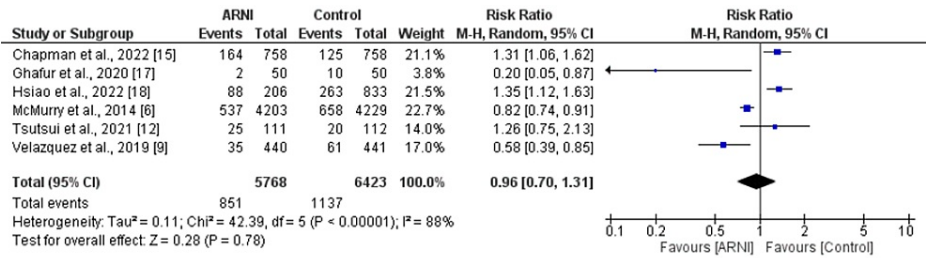 ARNI Control Risk Ratio Risk Ratio
Study or Subgroup Events Total Events Total Weight M-H, Random, 95% CI M-H, Random, 95% CI
Chapman et al., 2022 [15] 164 758 125 758 21.1% 1.31 [1.06, 1.62]
Ghafur et al., 2020 [17] 2 50 10 50 3.8% 0.20 [0.05, 0.87]
Hsiao et al., 2022 [18] 88 206 263 833 21.5% 1.35 [1.12, 1.63]
McMurry et al., 2014 [6] 537 4203 658 4229 22.7% 0.82 [0.74, 0.91]
Tsutsui et al., 2021 [12] 25 111 20 112 14.0% 1.26 [0.75, 2.13]
Velazquez et al., 2019 [9] 35 440 61 441 17.0% 0.58 [0.39, 0.85]
Total (95% CI) 5768 6423 100.0% 0.96 [0.70, 1.31]
Total events 851 1137
Heterogeneity: Tau² = 0.11; Chi² = 42.39, df = 5 (P < 0.00001); I² = 88%
Test for overall effect: Z = 0.28 (P = 0.78)
0.1 0.2 0.5 1 2 5 10
Favours [ARNI] Favours [Control]